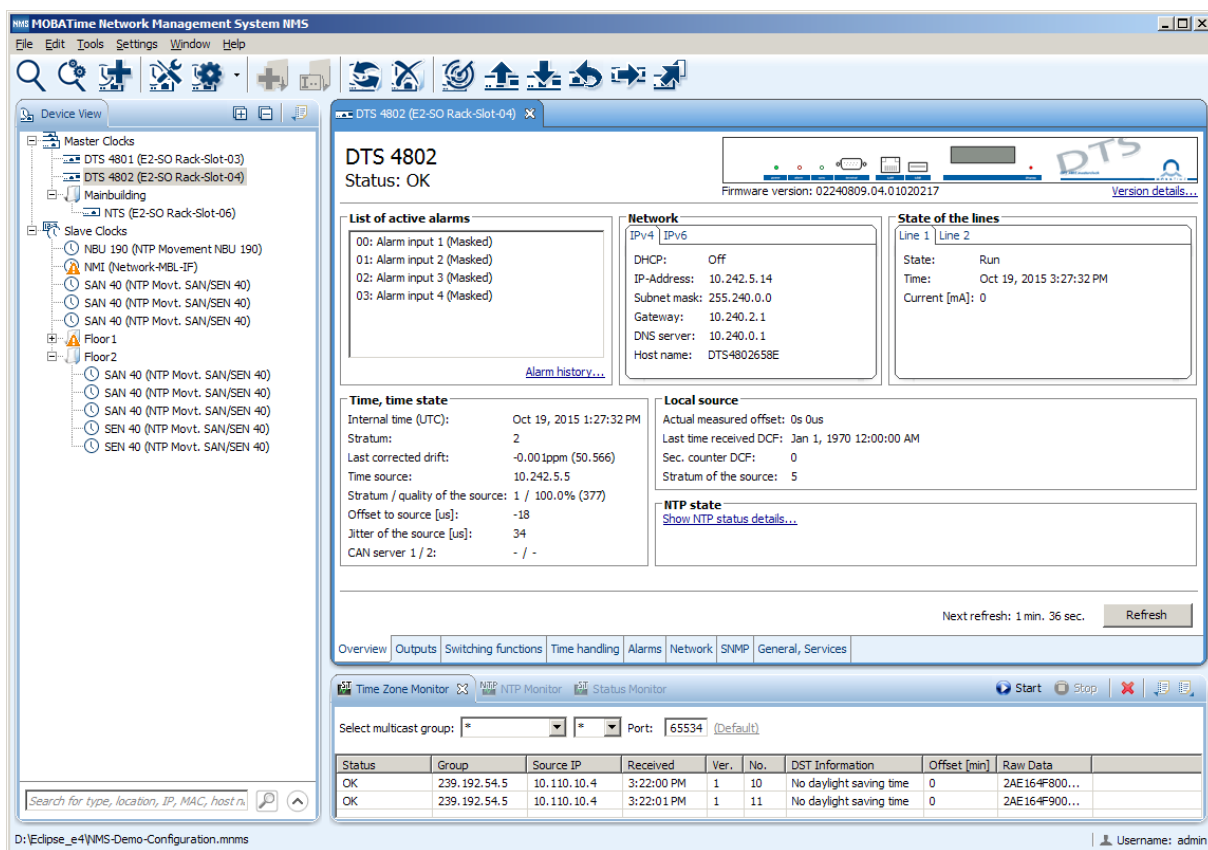 NMS MOBATime Network Management System NMS
File Edit Tools Settings Window Help
Device View
Master Clocks
DTS 4801 (E2-SO Rack-Slot-03)
DTS 4802 (E2-SO Rack-Slot-04)
Mainbuilding
NTS (E2-SO Rack-Slot-06)
Slave Clocks
NBU 190 (NTP Movement NBU 190)
NMI (Network-MBL-IF)
SAN 40 (NTP Movt. SAN/SEN 40)
SAN 40 (NTP Movt. SAN/SEN 40)
SAN 40 (NTP Movt. SAN/SEN 40)
Floor1
Floor2
SAN 40 (NTP Movt. SAN/SEN 40)
SAN 40 (NTP Movt. SAN/SEN 40)
SAN 40 (NTP Movt. SAN/SEN 40)
SEN 40 (NTP Movt. SAN/SEN 40)
SEN 40 (NTP Movt. SAN/SEN 40)
Search for type, location, IP, MAC, host n
DTS 4802 (E2-SO Rack-Slot-04)
DTS 4802
Status: OK
DTS
Firmware version: 02240809.04.01020217
Version details...
List of active alarms
00: Alarm input 1 (Masked)
01: Alarm input 2 (Masked)
02: Alarm input 3 (Masked)
03: Alarm input 4 (Masked)
Alarm history...
Network
IPv4 IPv6
DHCP: Off
IP-Address: 10.242.5.14
Subnet mask: 255.240.0.0
Gateway: 10.240.2.1
DNS server: 10.240.0.1
Host name: DTS4802658E
State of the lines
Line 1 Line 2
State: Run
Time: Oct 19, 2015 3:27:32 PM
Current [mA]: 0
Time, time state
Internal time (UTC): Oct 19, 2015 1:27:32 PM
Stratum: 2
Last corrected drift: -0.001ppm (50.566)
Time source: 10.242.5.5
Stratum / quality of the source: 1 / 100.0% (377)
Offset to source [us]: -18
Jitter of the source [us]: 34
CAN server 1 / 2: - / -
Local source
Actual measured offset: 0s 0us
Last time received DCF: Jan 1, 1970 12:00:00 AM
Sec. counter DCF: 0
Stratum of the source: 5
NTP state
Show NTP status details...
Next refresh: 1 min. 36 sec. Refresh
Overview Outputs Switching functions Time handling Alarms Network SNMP General, Services
Time Zone Monitor NTP Monitor Status Monitor Start Stop
Select multicast group: * * Port: 65534 (Default)
Status Group Source IP Received Ver. No. DST Information Offset [min] Raw Data
OK 239.192.54.5 10.110.10.4 3:22:00 PM 1 10 No daylight saving time 0 2AE164F800...
OK 239.192.54.5 10.110.10.4 3:22:01 PM 1 11 No daylight saving time 0 2AE164F900...
D:\Eclipse_e4\NMS-Demo-Configuration.mnms
Username: admin